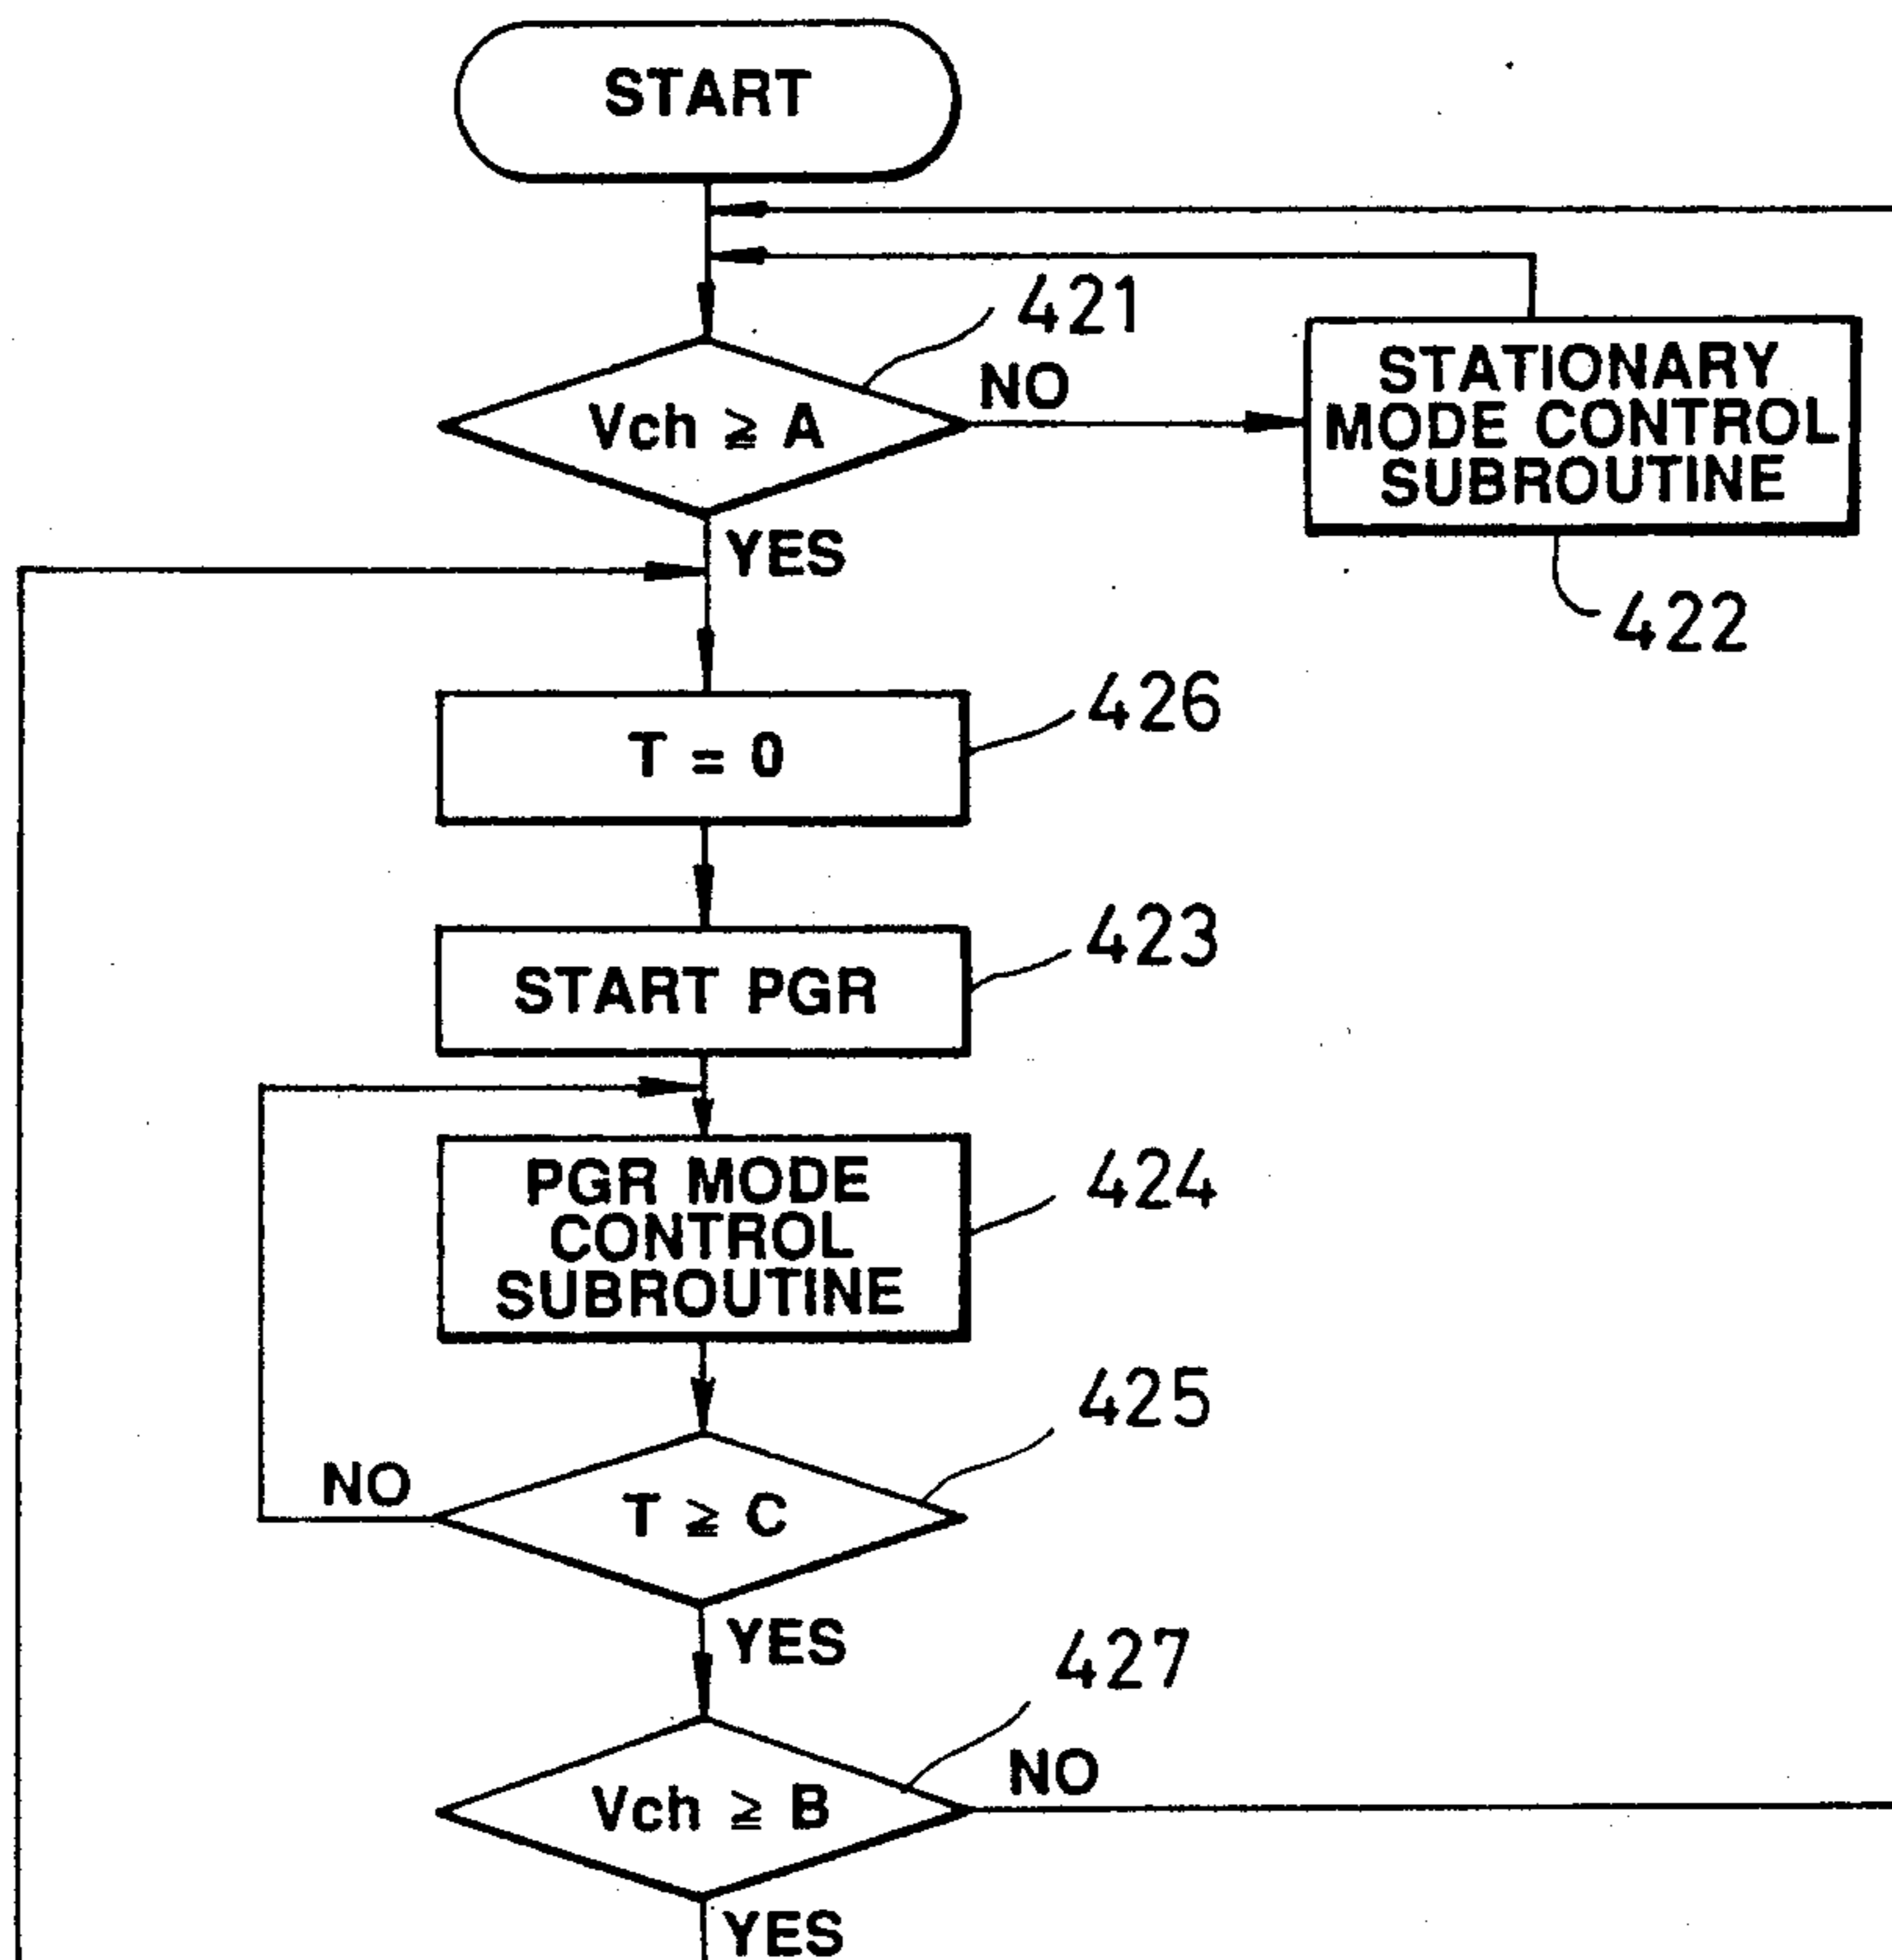 START
421
NO
Vch ≧ A
STATIONARY
MODE CONTROL
SUBROUTINE
YES
422
426
T = 0
423
START PGR
424
PGR MODE
CONTROL
SUBROUTINE
425
NO
T ≧ C
YES
427
NO
Vch ≧ B
YES